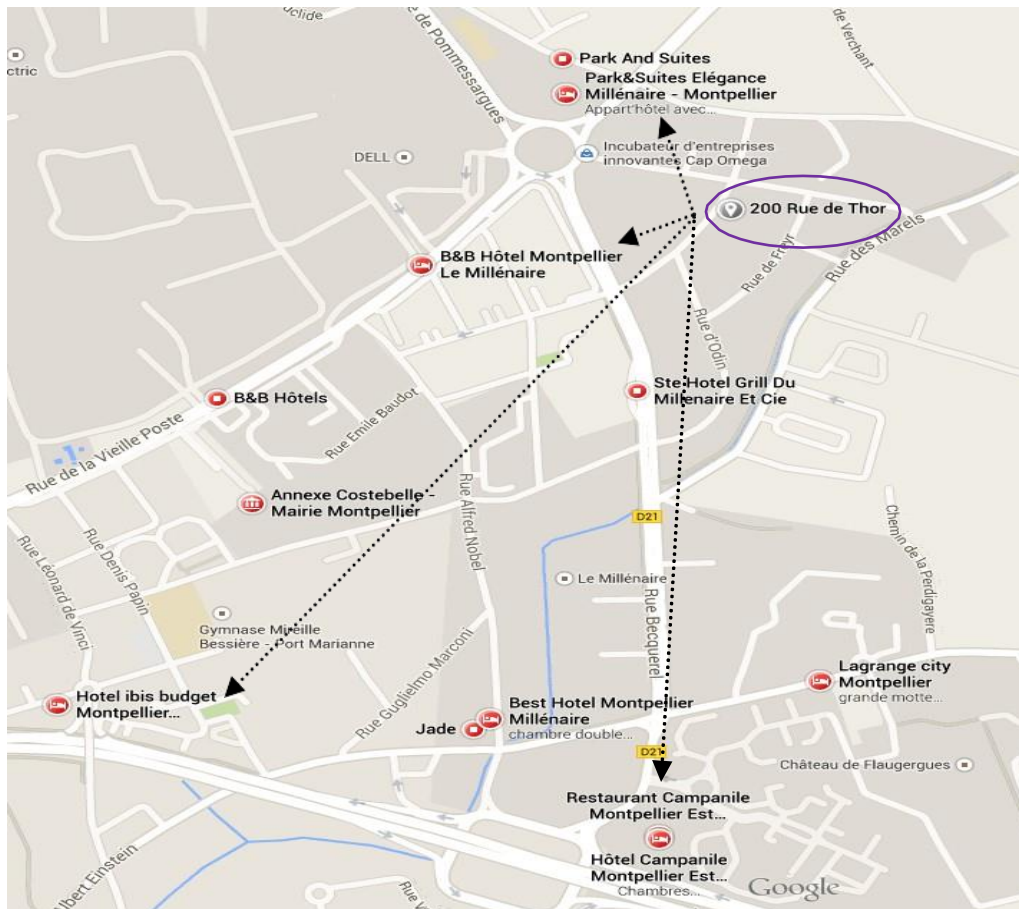 uclide
ctric
Rue de Pommessargues
de Verchant
Park And Suites
Park&Suites Elégance
Millénaire - Montpellier
Appart'hôtel avec...
DELL
Incubateur d'entreprises
innovantes Cap Omega
200 Rue de Thor
Rue des Marels
Rue de Freyr
B&B Hôtel Montpellier
Le Millénaire
Rue d'Odin
Ste Hotel Grill Du
Millenaire Et Cie
B&B Hôtels
Rue Emile Baudot
Rue de la Vieille Poste
Annexe Costebelle -
Mairie Montpellier
Rue Alfred Nobel
D21
Chemin de la Perdigayere
Rue Léonard de Vinci
Rue Denis Papin
Le Millénaire
Rue Becquerel
Gymnase Mireille
Bessière - Port Marianne
Rue Guglielmo Marconi
Lagrange city
Montpellier
grande motte...
Hotel ibis budget
Montpellier...
Best Hotel Montpellier
Millénaire
chambre double...
Jade
D21
Château de Flaugergues
Restaurant Campanile
Montpellier Est...
Hôtel Campanile
Montpellier Est...
Chambres...
Albert Einstein
Rue V
Google